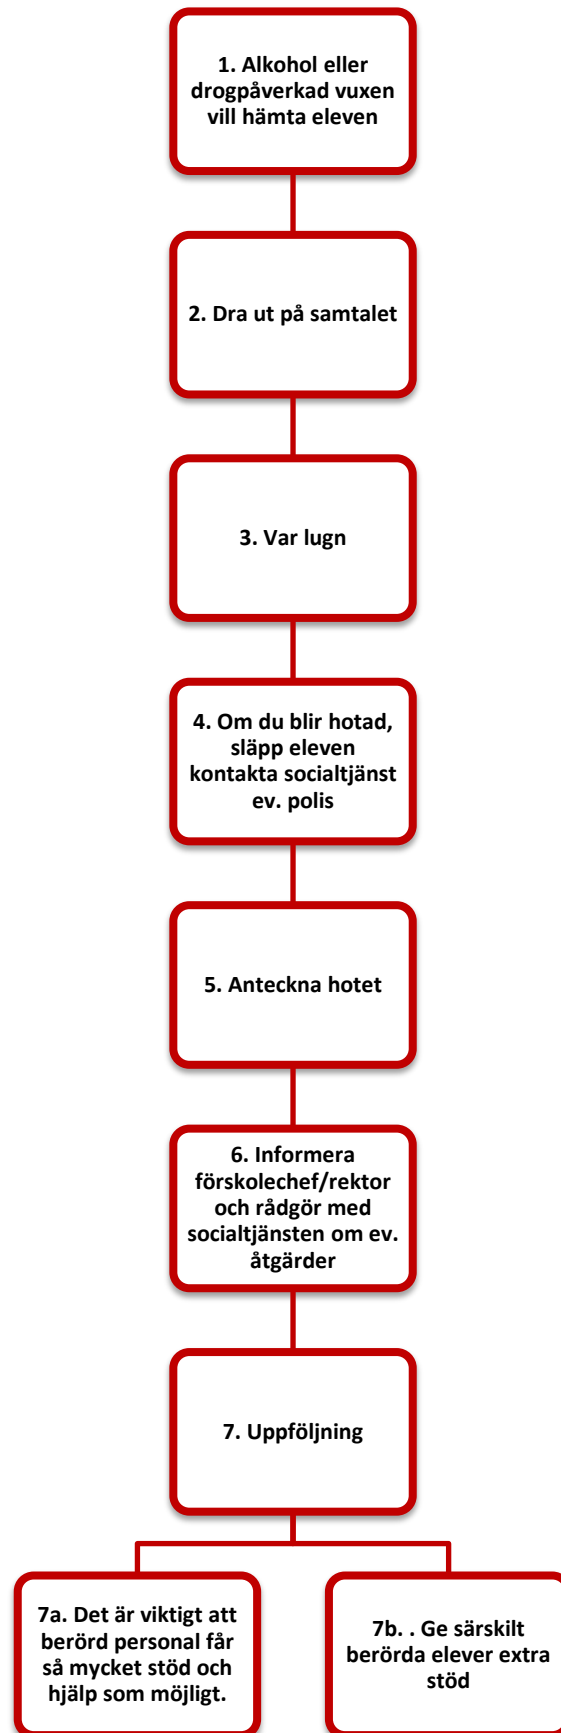 1. Alkohol eller
drogpåverkad vuxen
vill hämta eleven
2. Dra ut på samtalet
3. Var lugn
4. Om du blir hotad,
släpp eleven
kontakta socialtjänst
ev. polis
5. Anteckna hotet
6. Informera
förskolechef/rektor
och rådgör med
socialtjänsten om ev.
åtgärder
7. Uppföljning
7a. Det är viktigt att
berörd personal får
så mycket stöd och
hjälp som möjligt.
7b. . Ge särskilt
berörda elever extra
stöd